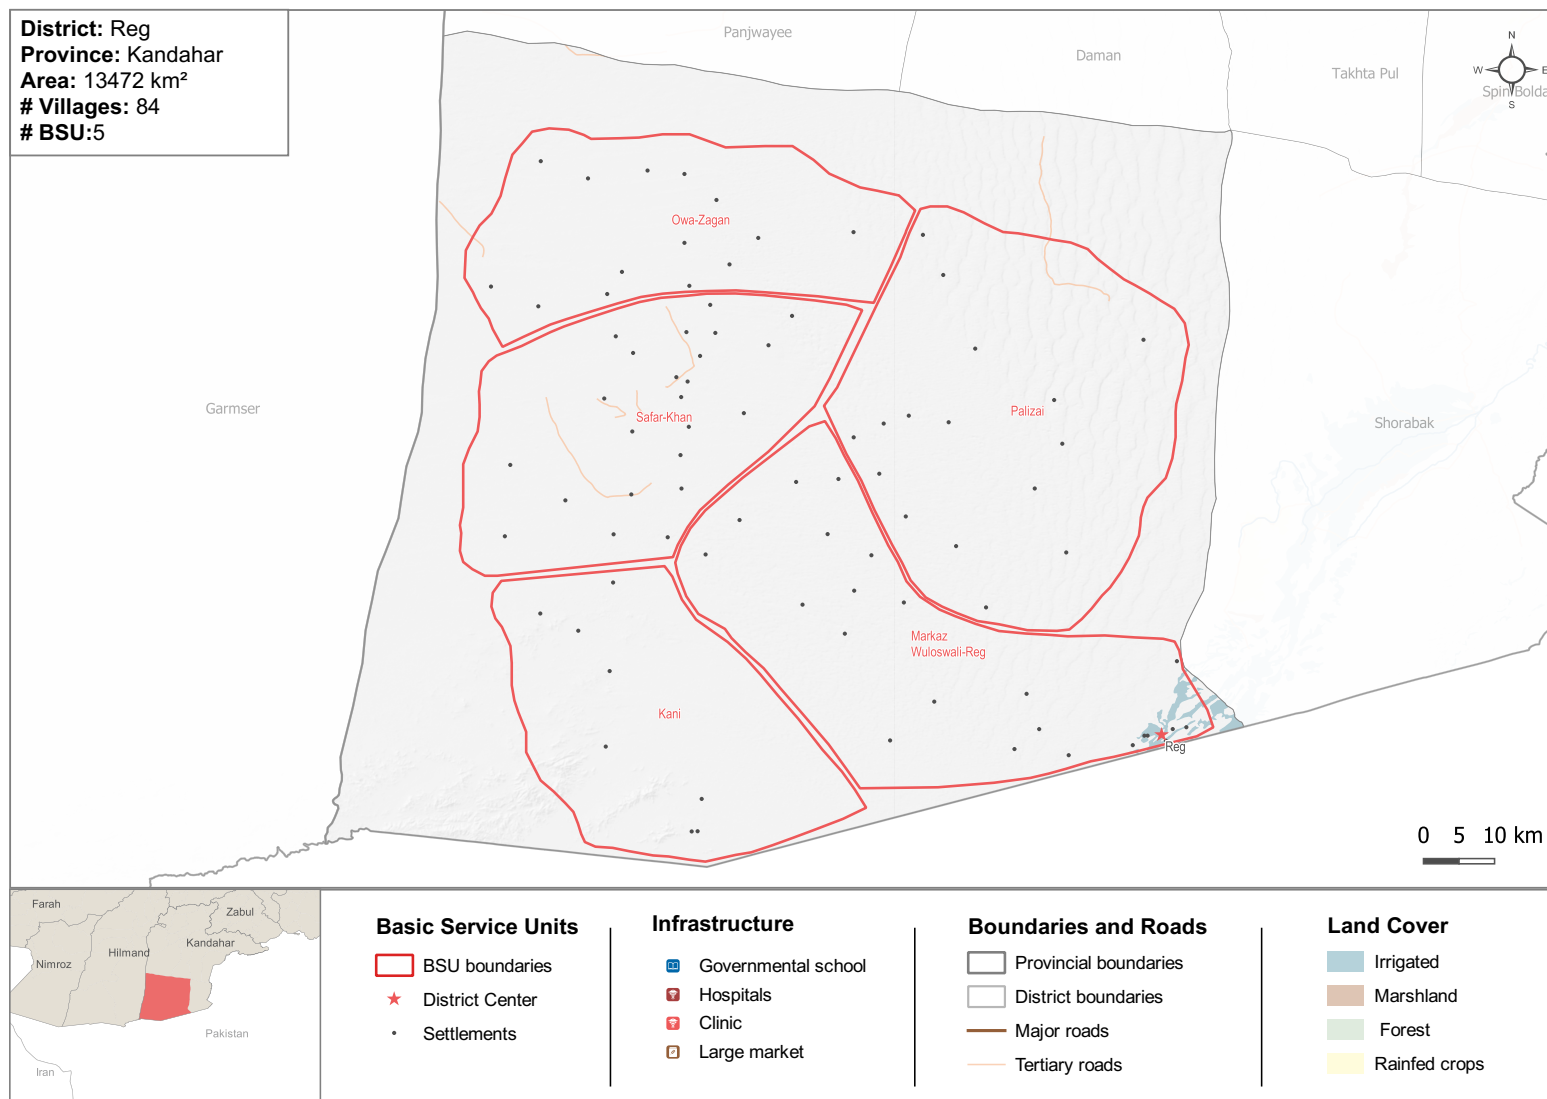 District: Reg
Province: Kandahar
Area: 13472 km²
# Villages: 84
# BSU:5
Panjwayee
Daman
Takhta Pul
Spin Bolda
N
W
E
S
Owa-Zagan
Garmser
Safar-Khan
Palizai
Shorabak
Markaz
Wuloswali-Reg
Kani
Reg
0 5 10 km
Farah
Zabul
Kandahar
Hilmand
Nimroz
Pakistan
Iran
Basic Service Units
BSU boundaries
District Center
Settlements
Infrastructure
Governmental school
Hospitals
Clinic
Large market
Boundaries and Roads
Provincial boundaries
District boundaries
Major roads
Tertiary roads
Land Cover
Irrigated
Marshland
Forest
Rainfed crops